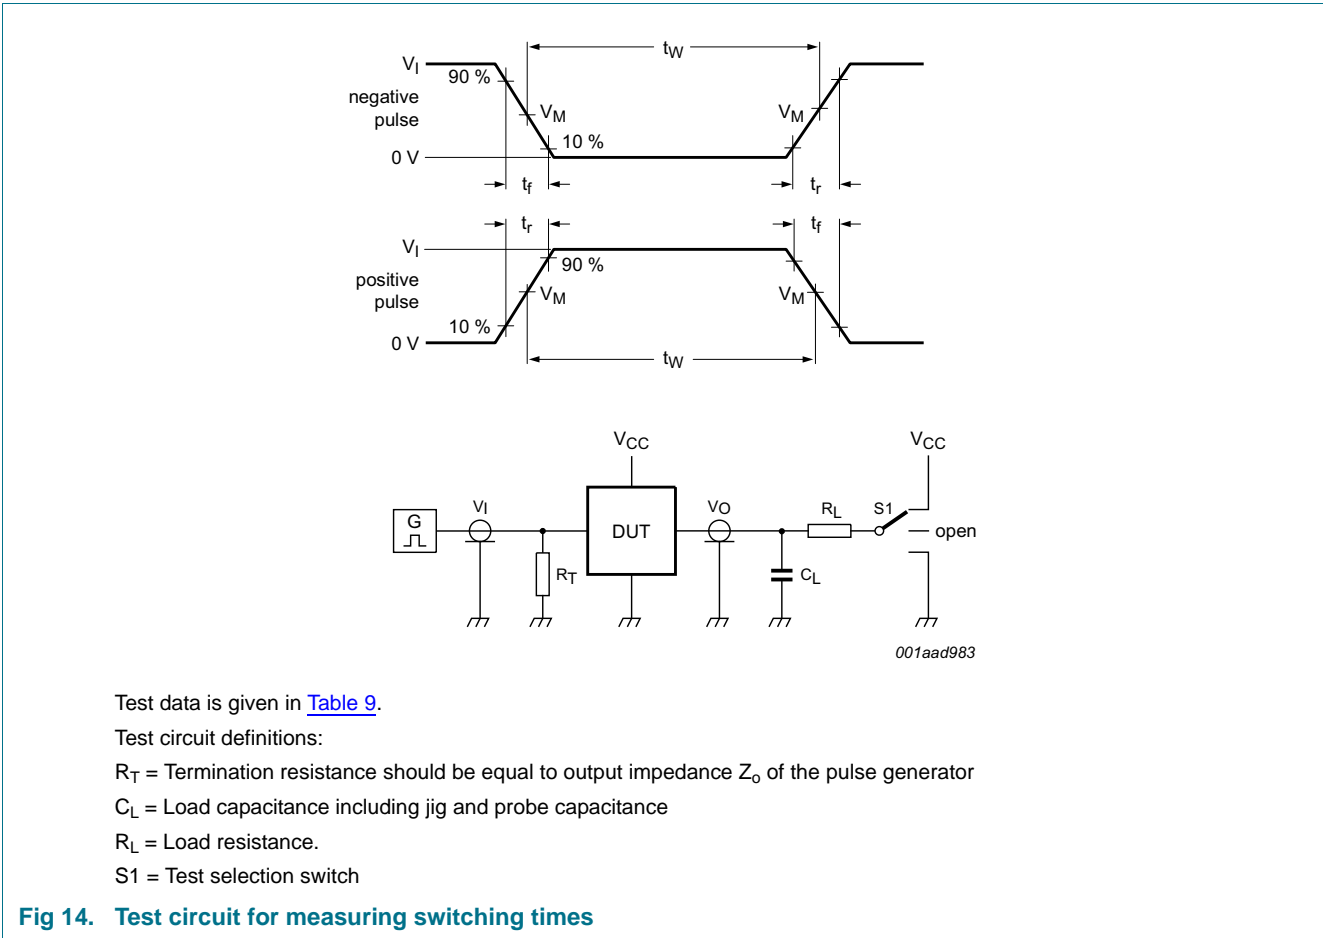 tW
VI
90 %
negative
pulse
VM
VM
10 %
0 V
tf
tr
tr
tf
VI
90 %
positive
pulse
VM
VM
10 %
0 V
tW
VCC
VCC
G
VI
DUT
VO
RL
S1
open
RT
CL
001aad983
Test data is given in Table 9.
Test circuit definitions:
RT = Termination resistance should be equal to output impedance Zo of the pulse generator
CL = Load capacitance including jig and probe capacitance
RL = Load resistance.
S1 = Test selection switch
Fig 14. Test circuit for measuring switching times